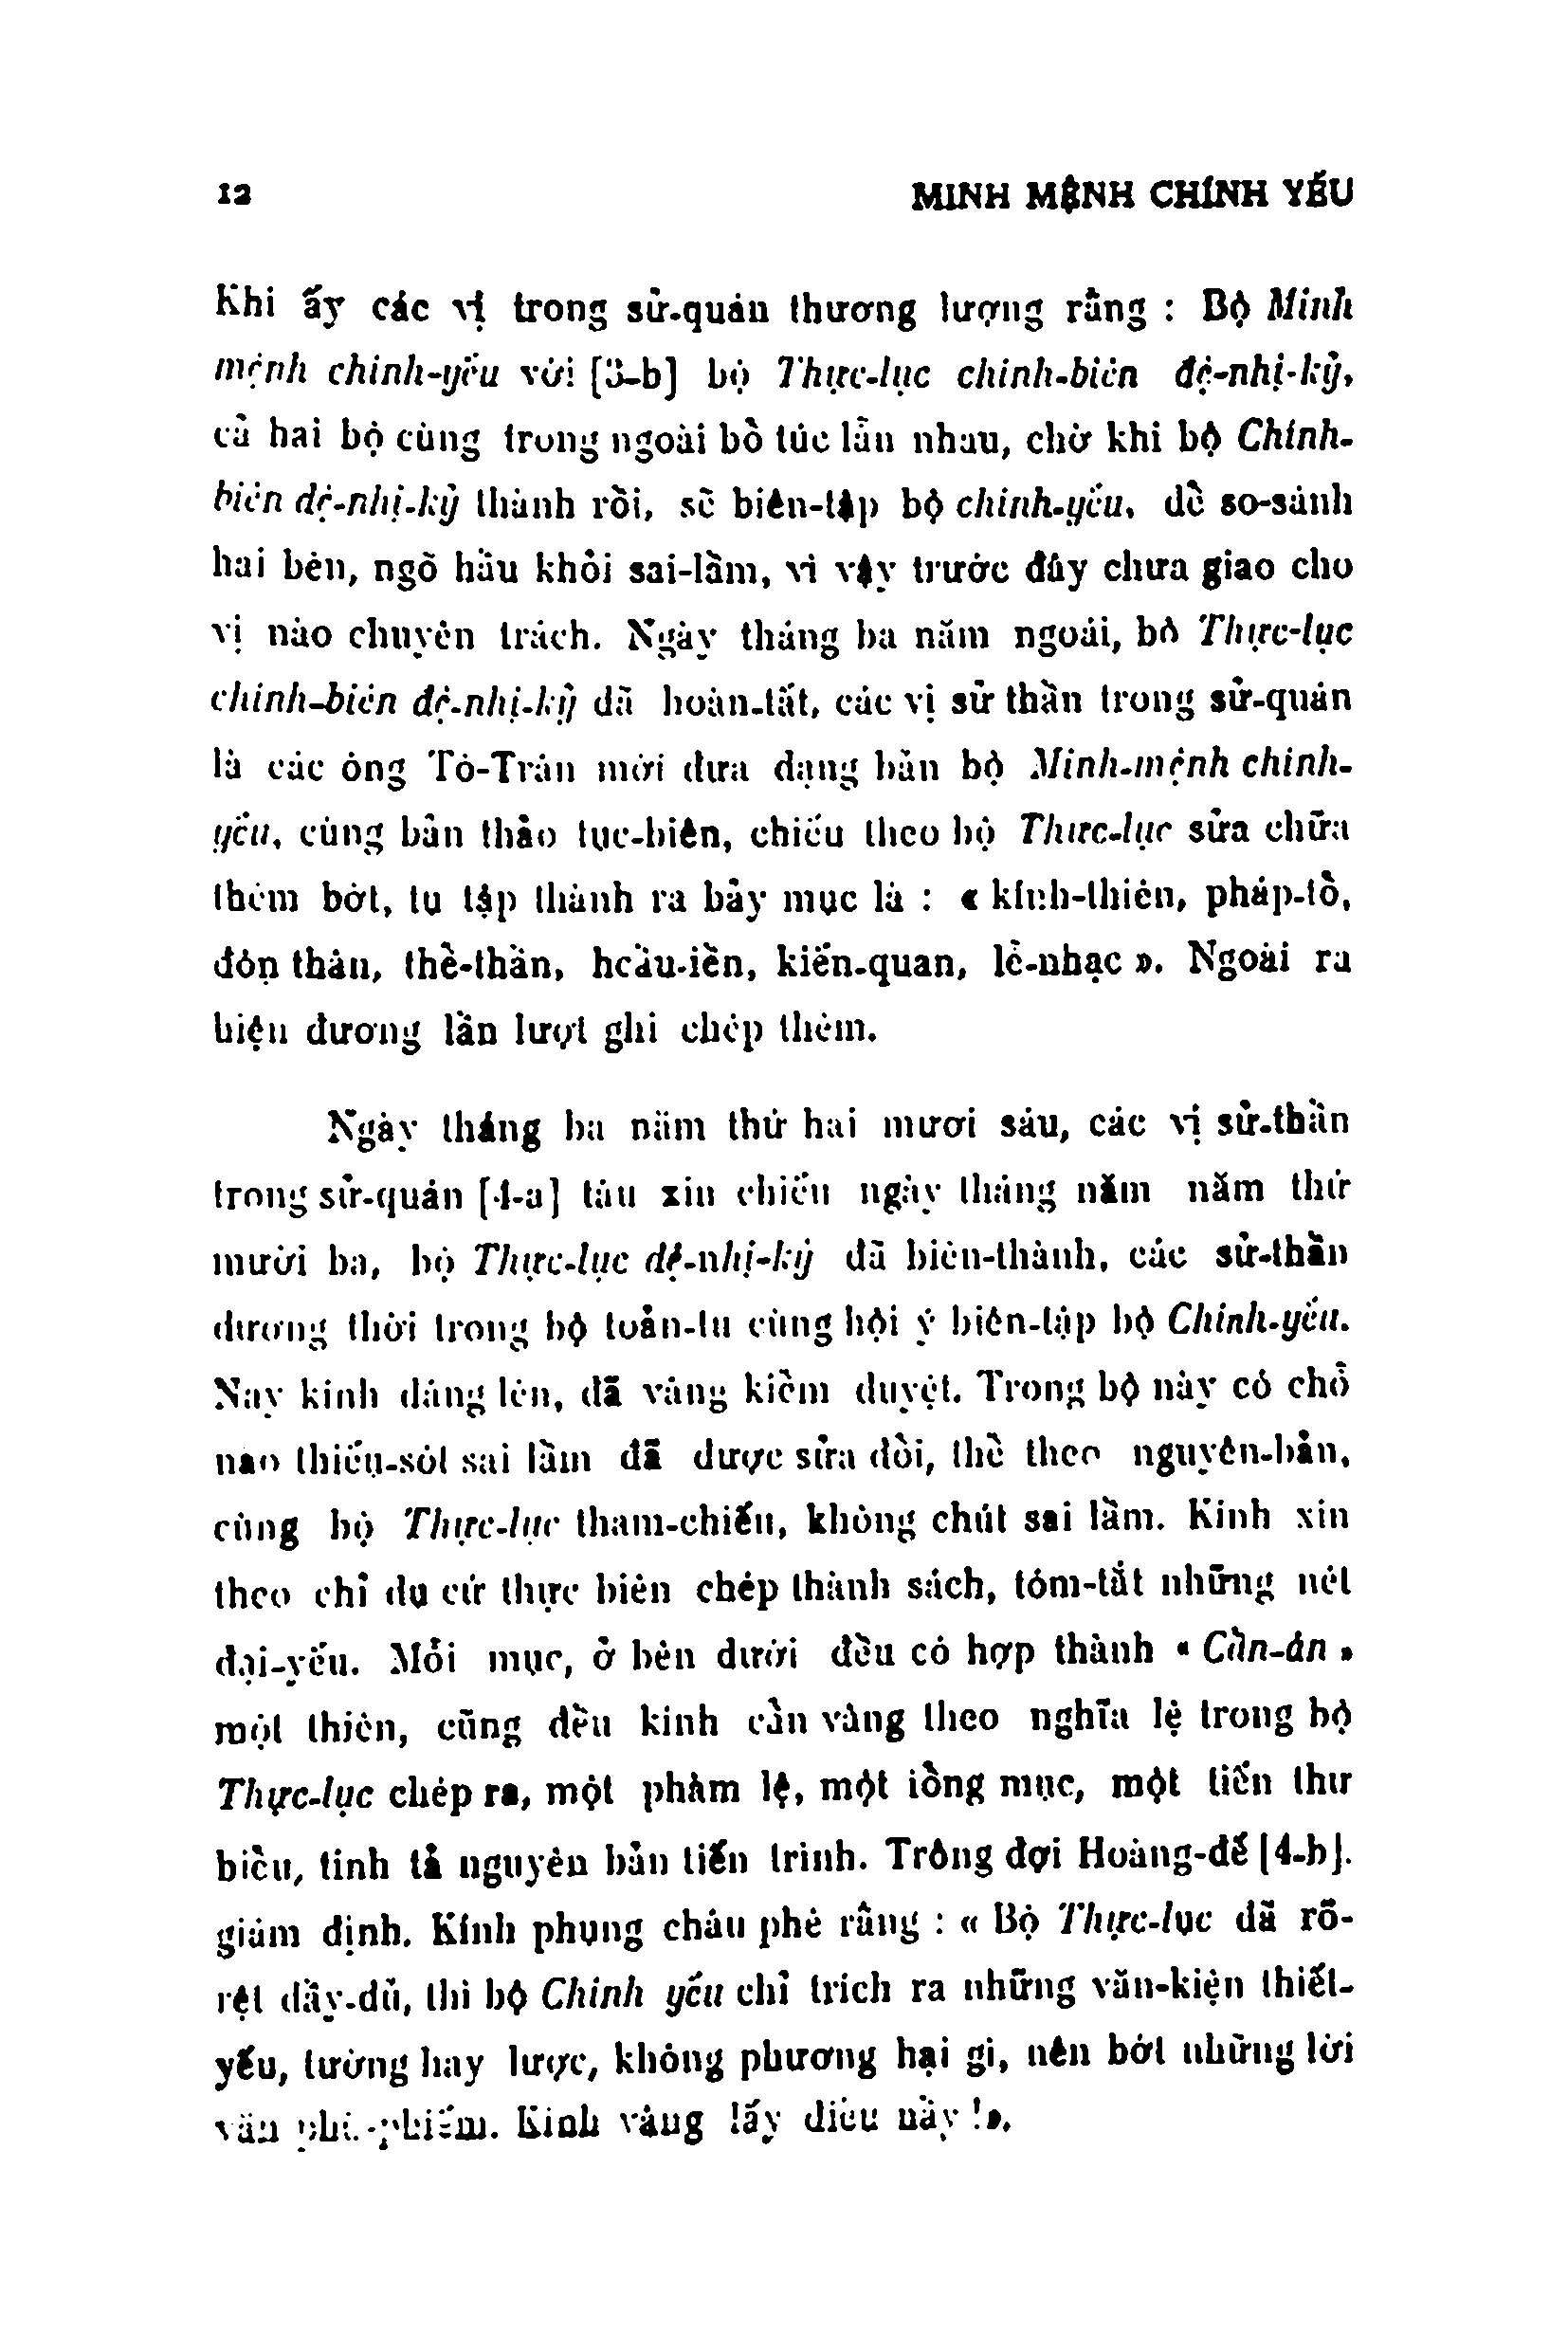 12 MINH MỆNH CHÍNH YẾU
Khi ấy các vị trong sử-quán thương lượng rằng : Bộ Minh
mệnh chính-yếu với [3-b] bộ Thực-lục chính-biên đệ-nhị-kỷ,
cả hai bộ cùng trong ngoài bổ túc lẫn nhau, chờ khi bộ Chính-
biên đệ-nhị-kỷ thành rồi, sẽ biên-tập bộ chính-yếu, để so-sánh
hai bên, ngõ hầu khỏi sai-lầm, vì vậy trước đây chưa giao cho
vị nào chuyên trách. Ngày tháng ba năm ngoái, bộ Thực-lục
chính-biên đệ-nhị-kỷ đã hoàn-tất, các vị sử thần trong sử-quán
là các ông Tô-Trân mới đưa dạng bản bộ Minh-mệnh chính-
yếu, cùng bản thảo tục-biên, chiếu theo bộ Thực-lục sửa chữa
thêm bớt, tu tập thành ra bảy mục là : « kính-thiên, pháp-tổ,
đôn thân, thể-thần, cần-chính, kiến-quan, lễ-nhạc ». Ngoài ra
hiện đương lần lượt ghi chép thêm.
Ngày tháng ba năm thứ hai mươi sáu, các vị sử-thần
trong sử-quán [4-a] tâu xin chiếu ngày tháng năm năm thứ
mười ba, bộ Thực-lục đệ-nhị-kỷ đã biên-thành, các sử-thần
đương thời trong bộ toản-tu cùng hội ý biên-tập bộ Chính-yếu.
Nay kính dâng lên, đã vâng kiểm duyệt. Trong bộ này có chỗ
nào thiếu-sót sai lầm đã được sửa đổi, thể theo nguyên-bản,
cùng bộ Thực-lục tham-chiếu, không chút sai lầm. Kính xin
theo chỉ dụ cứ thực biên chép thành sách, tóm-tắt những nét
đại-yếu. Mỗi mục, ở bên dưới đều có hợp thành « Cẩn-án »
một thiên, cũng đều kính cẩn vâng theo nghĩa lệ trong bộ
Thực-lục chép ra, một phàm lệ, một tổng mục, một tiến thư
biểu, tinh tả nguyên bản tiến trình. Trông đợi Hoàng-đế [4-b].
giám định. Kính phụng châu phê rằng : « Bộ Thực-lục đã rõ-
rệt đầy-đủ, thì bộ Chính yếu chỉ trích ra những văn-kiện thiết-
yếu, tường hay lược, không phương hại gì, nên bớt những lời
văn phù-phiếm. Kính vâng lấy điều này !».